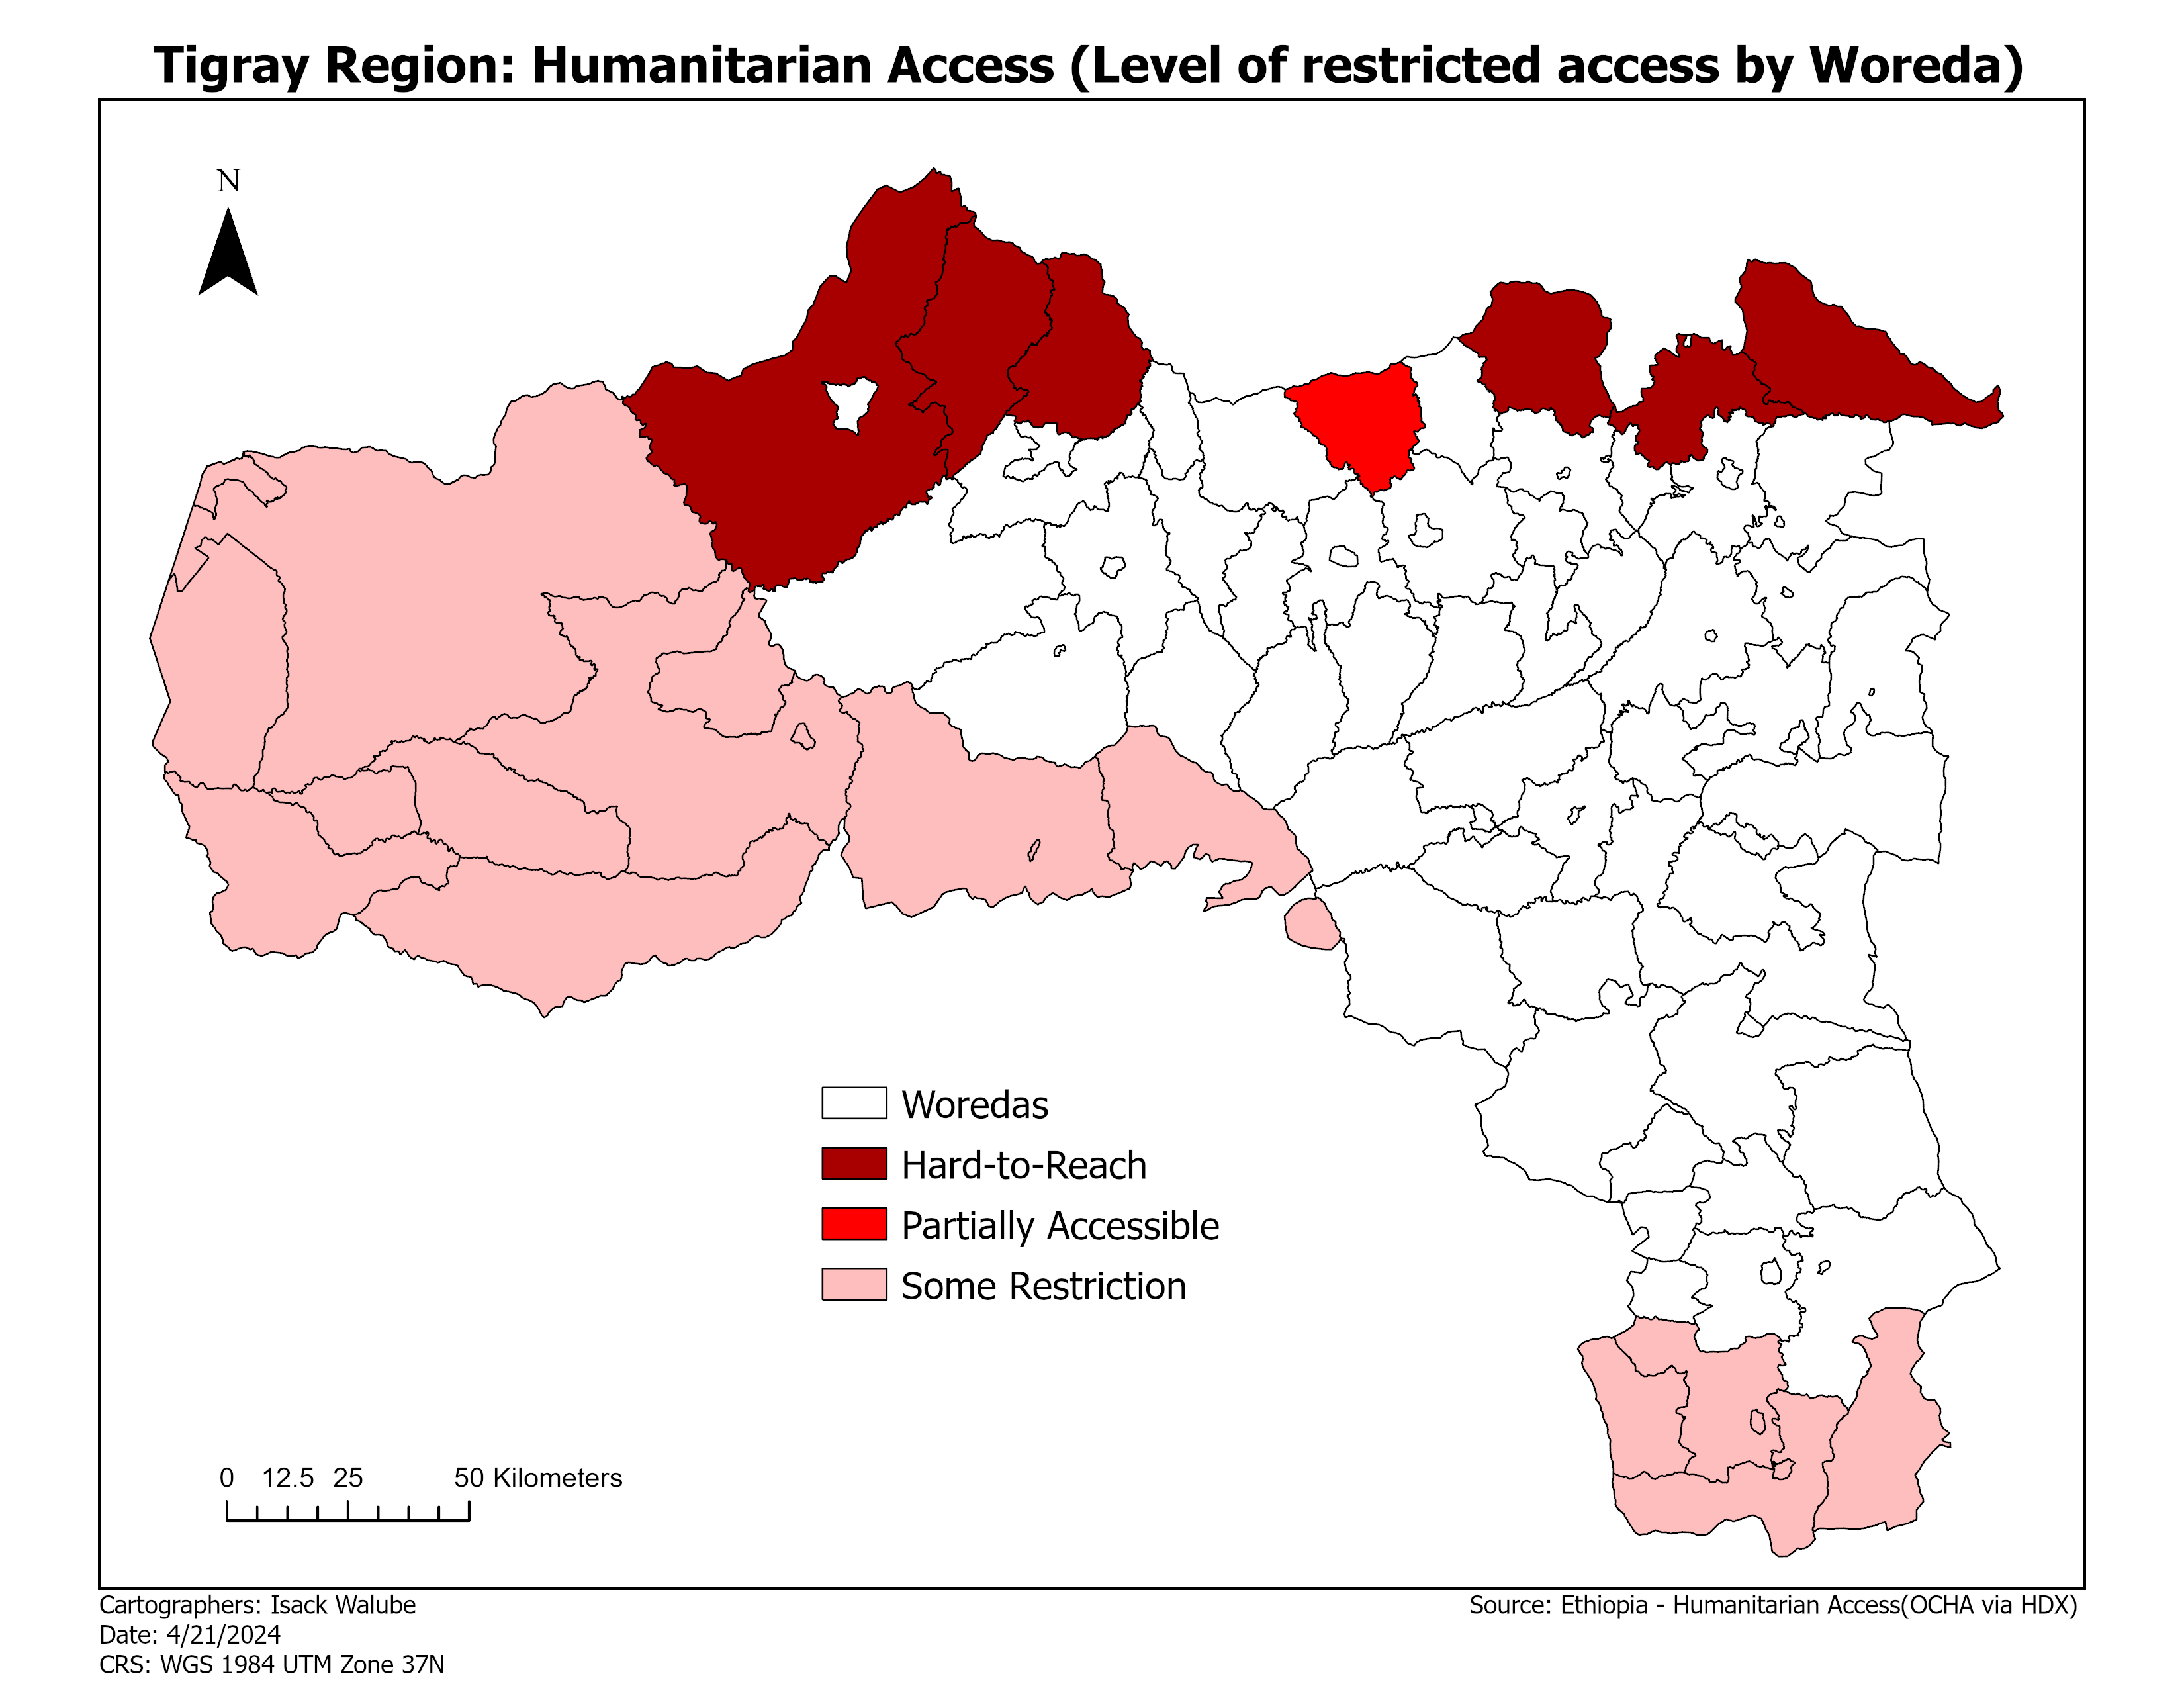 Tigray Region: Humanitarian Access (Level of restricted access by Woreda)
N
Woredas
Hard-to-Reach
Partially Accessible
Some Restriction
0 12.5 25 50 Kilometers
Cartographers: Isack Walube
Date: 4/21/2024
CRS: WGS 1984 UTM Zone 37N
Source: Ethiopia - Humanitarian Access(OCHA via HDX)